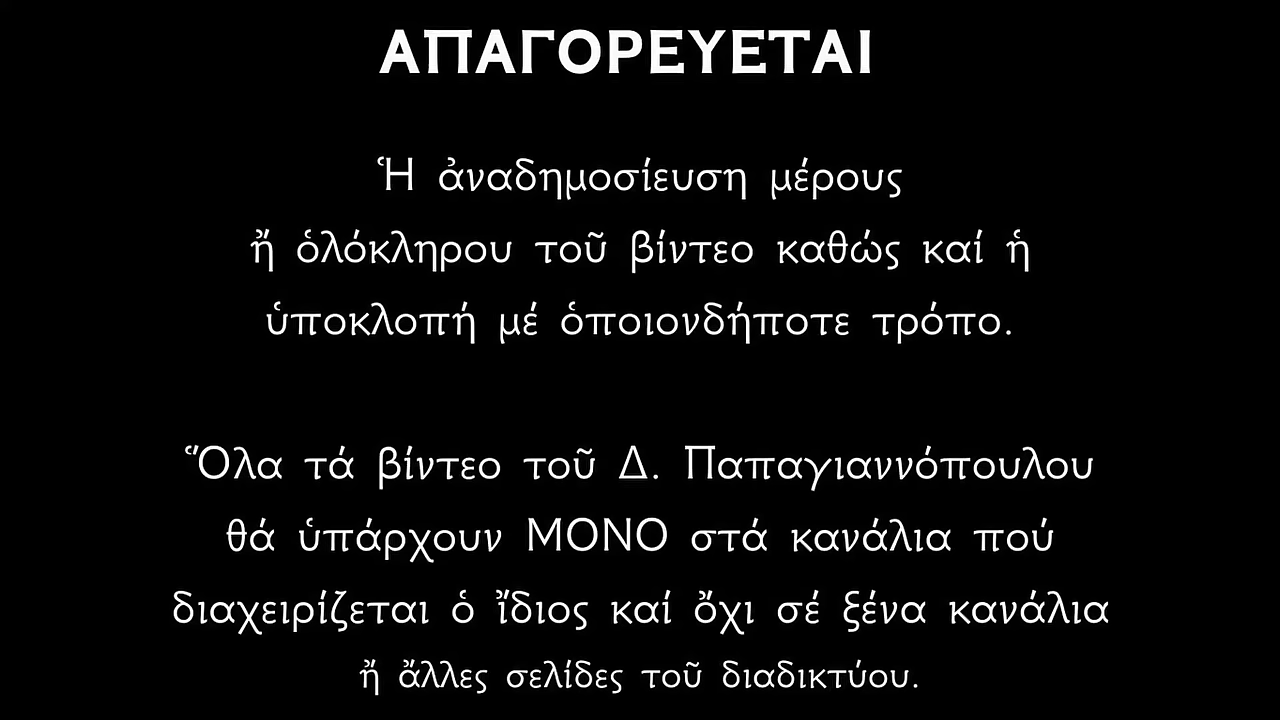 ΑΠΑΓΟΡΕΥΕΤΑΙ
Ἡ ἀναδημοσίευση μέρους
ἤ ὁλόκληρου τοῦ βίντεο καθώς καί ἡ
ὑποκλοπή μέ ὁποιονδήποτε τρόπο.
Ὅλα τά βίντεο τοῦ Δ. Παπαγιαννόπουλου
θά ὑπάρχουν ΜΟΝΟ στά κανάλια πού
διαχειρίζεται ὁ ἴδιος καί ὄχι σέ ξένα κανάλια
ἤ ἄλλες σελίδες τοῦ διαδικτύου.